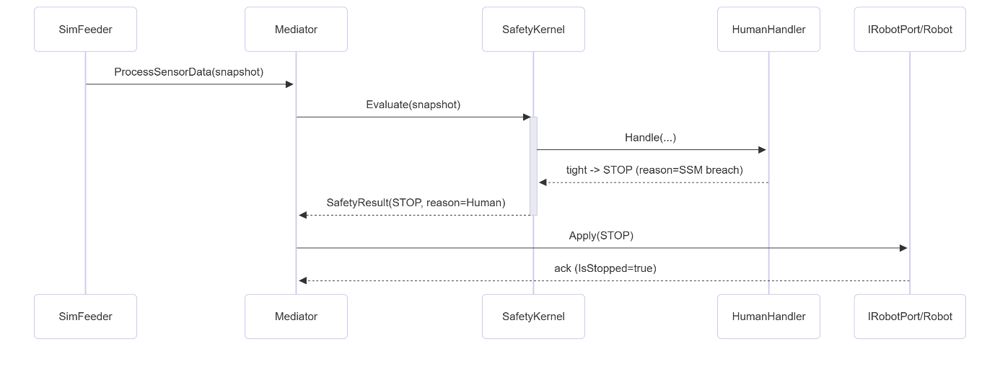 SimFeeder
Mediator
SafetyKernel
HumanHandler
IRobotPort/Robot
ProcessSensorData(snapshot)
Evaluate(snapshot)
Handle(...)
tight -> STOP (reason=SSM breach)
SafetyResult(STOP, reason=Human)
Apply(STOP)
ack (IsStopped=true)
SimFeeder
Mediator
SafetyKernel
HumanHandler
IRobotPort/Robot